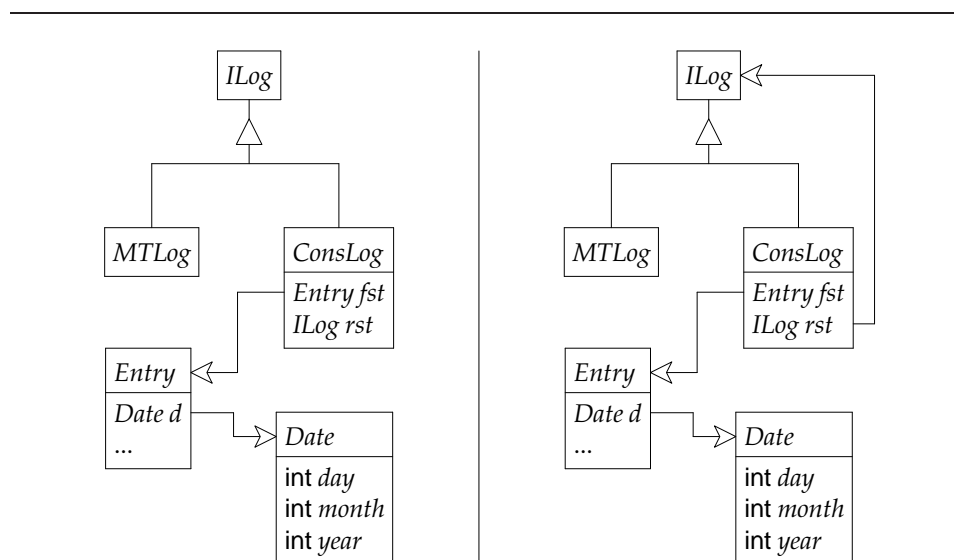 ILog
MTLog
ConsLog
Entry fst
ILog rst
Entry
Date d
...
Date
int day
int month
int year
ILog
MTLog
ConsLog
Entry fst
ILog rst
Entry
Date d
...
Date
int day
int month
int year